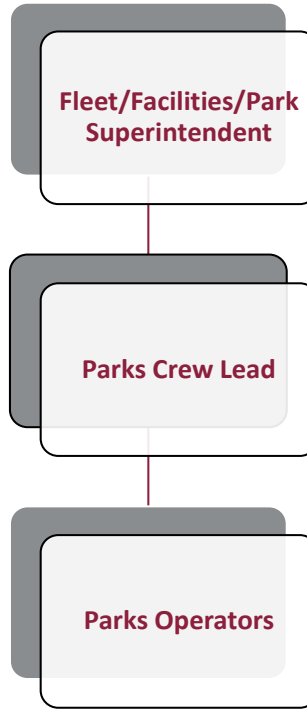 Fleet/Facilities/Park
Superintendent
Parks Crew Lead
Parks Operators